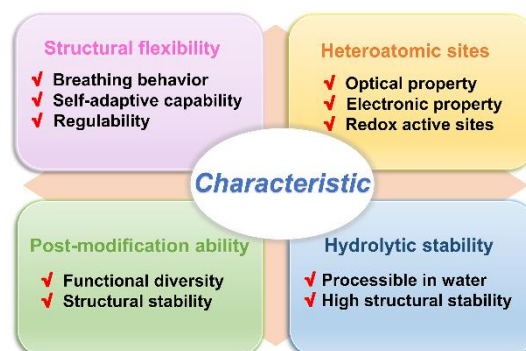 Structural flexibility
√ Breathing behavior
√ Self-adaptive capability
√ Regulability
Heteroatomic sites
√ Optical property
√ Electronic property
√ Redox active sites
Characteristic
Post-modification ability
√ Functional diversity
√ Structural stability
Hydrolytic stability
√ Processible in water
√ High structural stability